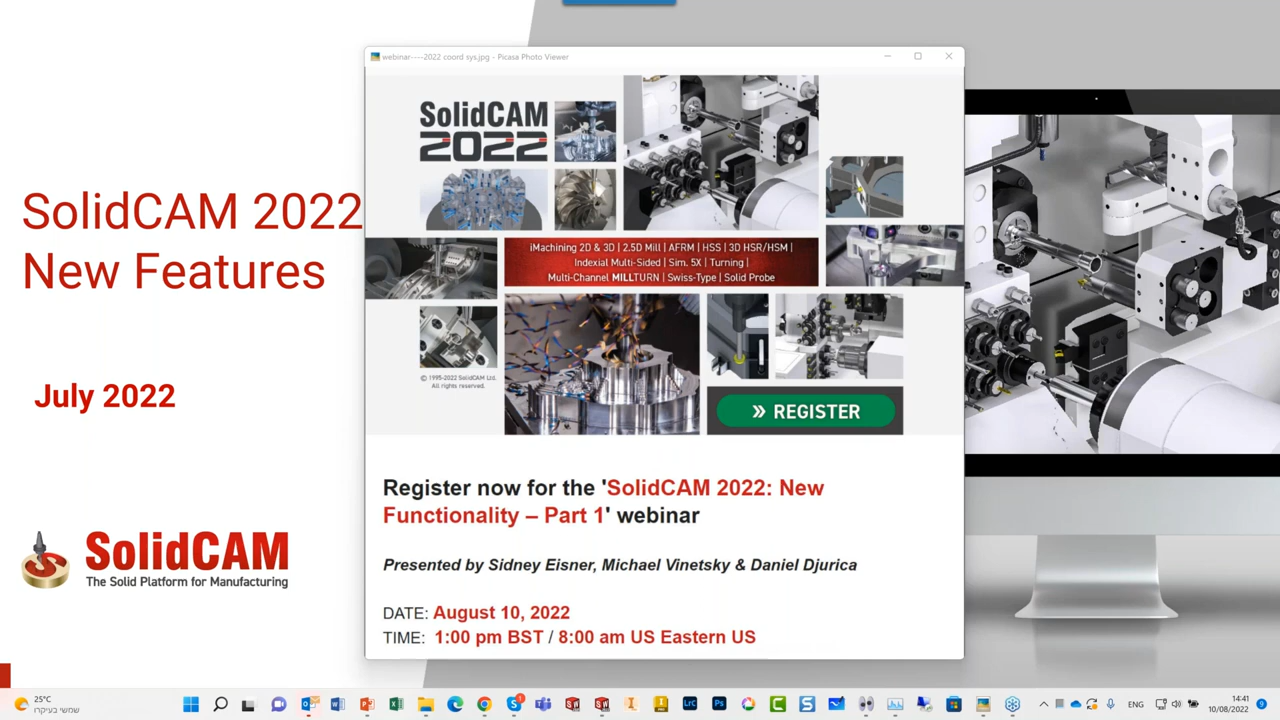 SolidCAM 2022
New Features
July 2022
SolidCAM
The Solid Platform for Manufacturing
webinar----2022 coord sys.jpg - Picasa Photo Viewer
SolidCAM
2022
iMachining 2D & 3D | 2.5D Mill | AFRM | HSS | 3D HSR/HSM |
Indexial Multi-Sided | Sim. 5X | Turning |
Multi-Channel MILLTURN | Swiss-Type | Solid Probe
© 1995-2022 SolidCAM Ltd.
All rights reserved.
» REGISTER
Register now for the 'SolidCAM 2022: New
Functionality – Part 1' webinar
Presented by Sidney Eisner, Michael Vinetsky & Daniel Djurica
DATE: August 10, 2022
TIME: 1:00 pm BST / 8:00 am US Eastern US
25°C
שמשי בעיקרו
LrC
Ps
ENG
14:41
10/08/2022